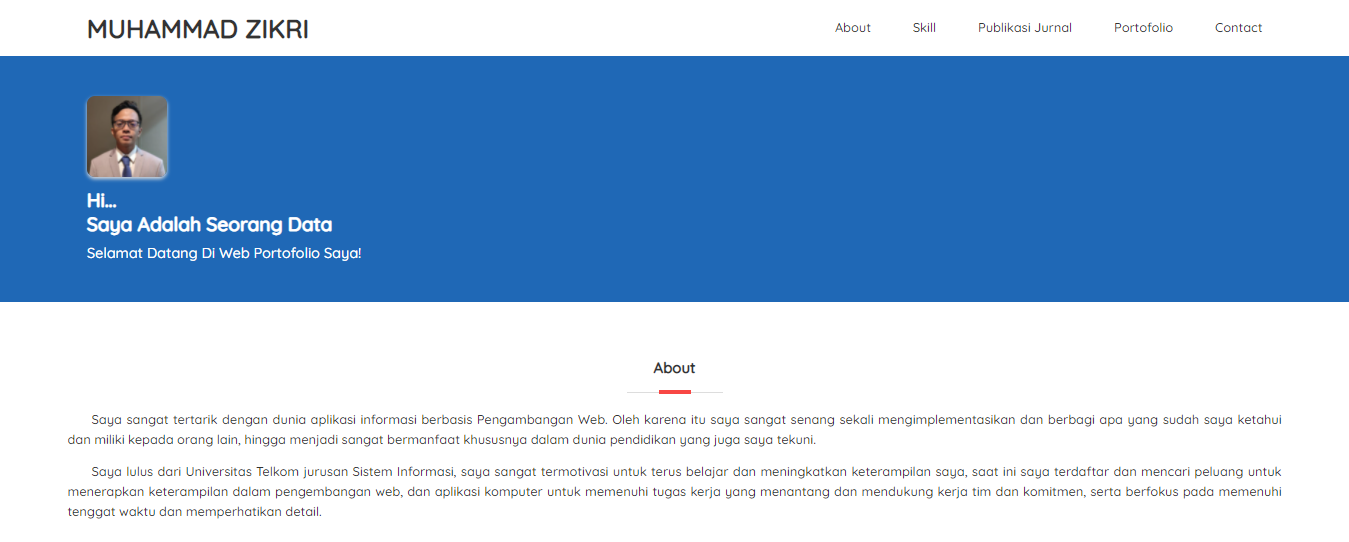 MUHAMMAD ZIKRI
About Skill Publikasi Jurnal Portofolio Contact
Hi...
Saya Adalah Seorang Data
Selamat Datang Di Web Portofolio Saya!
About
Saya sangat tertarik dengan dunia aplikasi informasi berbasis Pengambangan Web. Oleh karena itu saya sangat senang sekali mengimplementasikan dan berbagi apa yang sudah saya ketahui
dan miliki kepada orang lain, hingga menjadi sangat bermanfaat khususnya dalam dunia pendidikan yang juga saya tekuni.
Saya lulus dari Universitas Telkom jurusan Sistem Informasi, saya sangat termotivasi untuk terus belajar dan meningkatkan keterampilan saya, saat ini saya terdaftar dan mencari peluang untuk
menerapkan keterampilan dalam pengembangan web, dan aplikasi komputer untuk memenuhi tugas kerja yang menantang dan mendukung kerja tim dan komitmen, serta berfokus pada memenuhi
tenggat waktu dan memperhatikan detail.